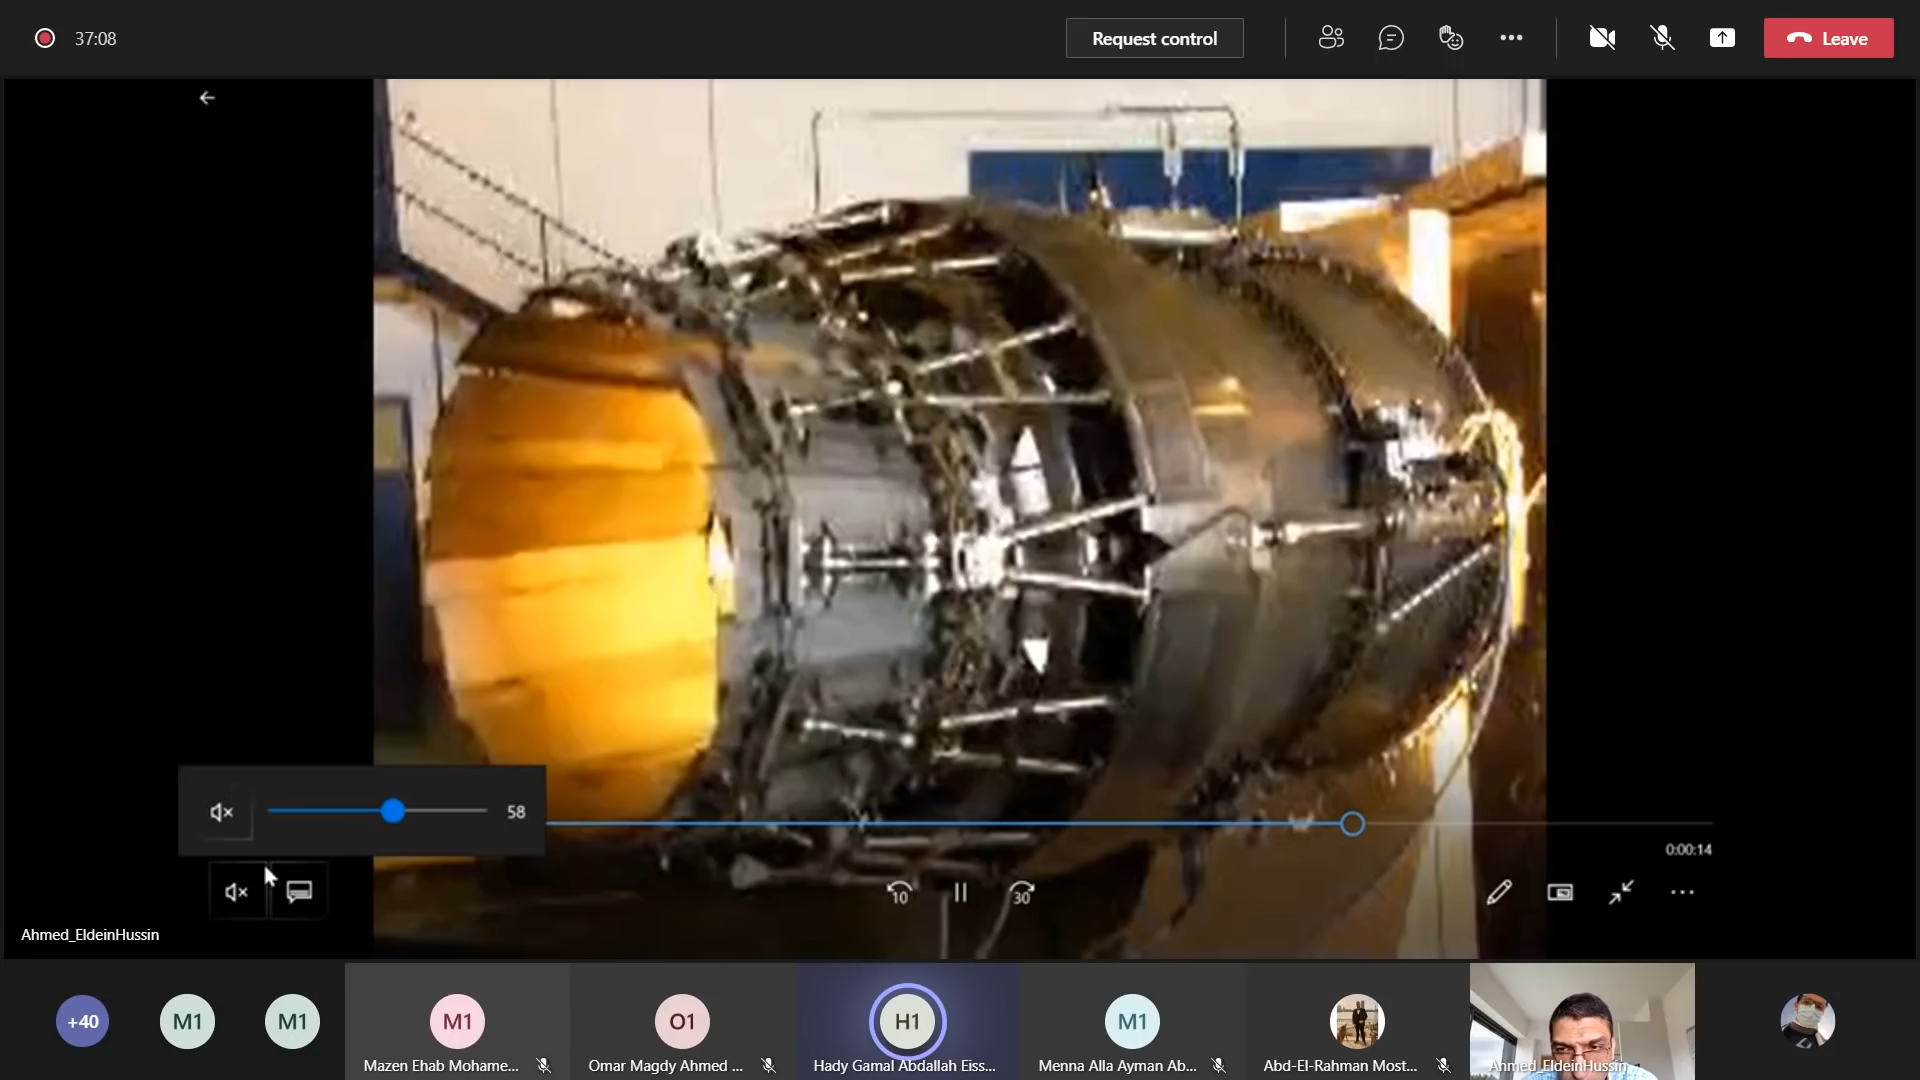 37:08
Request control
Leave
58
0:00:14
10
30
Ahmed_EldeinHussin
+40
M1
M1
M1
O1
H1
M1
Mazen Ehab Mohame...
Omar Magdy Ahmed ...
Hady Gamal Abdallah Eiss...
Menna Alla Ayman Ab...
Abd-El-Rahman Most...
Ahmed_EldeinHussin